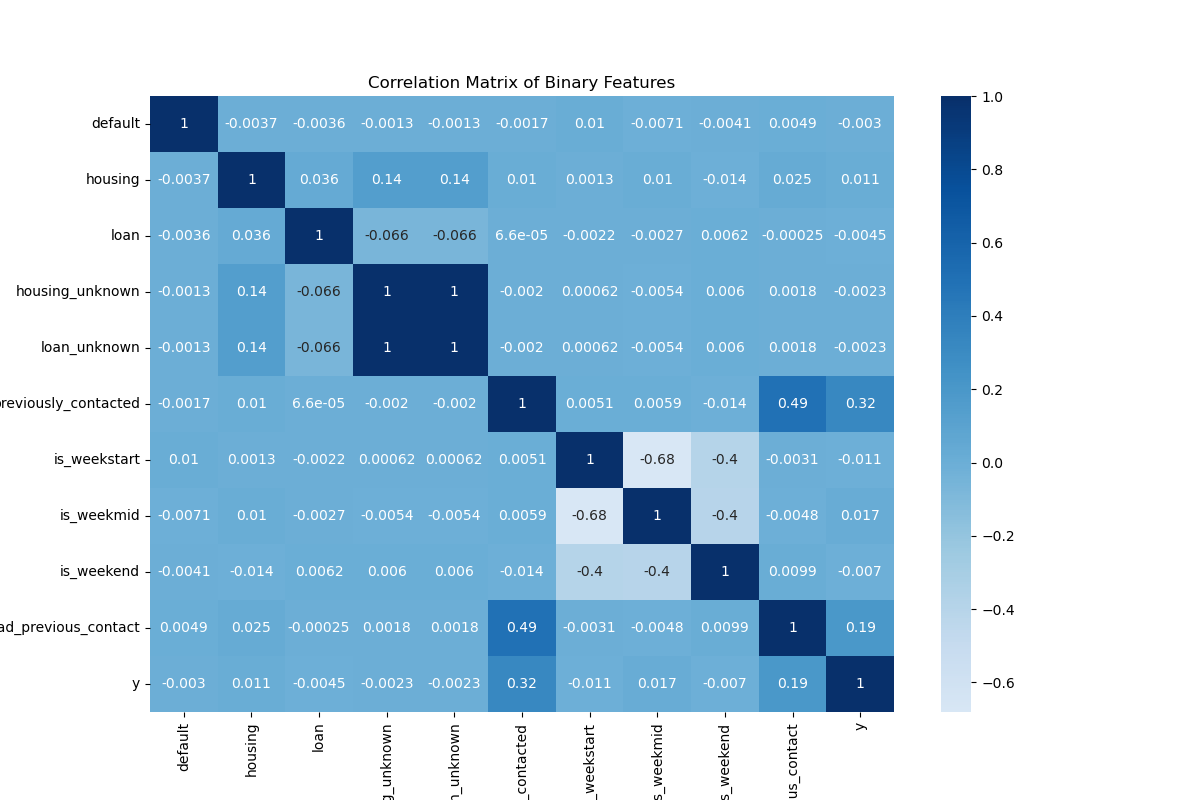 Correlation Matrix of Binary Features
default 1 -0.0037 -0.0036 -0.0013 -0.0013 -0.0017 0.01 -0.0071 -0.0041 0.0049 -0.003
housing -0.0037 1 0.036 0.14 0.14 0.01 0.0013 0.01 -0.014 0.025 0.011
loan -0.0036 0.036 1 -0.066 -0.066 6.6e-05 -0.0022 -0.0027 0.0062 -0.00025 -0.0045
housing_unknown -0.0013 0.14 -0.066 1 1 -0.002 0.00062 -0.0054 0.006 0.0018 -0.0023
loan_unknown -0.0013 0.14 -0.066 1 1 -0.002 0.00062 -0.0054 0.006 0.0018 -0.0023
reviously_contacted -0.0017 0.01 6.6e-05 -0.002 -0.002 1 0.0051 0.0059 -0.014 0.49 0.32
is_weekstart 0.01 0.0013 -0.0022 0.00062 0.00062 0.0051 1 -0.68 -0.4 -0.0031 -0.011
is_weekmid -0.0071 0.01 -0.0027 -0.0054 -0.0054 0.0059 -0.68 1 -0.4 -0.0048 0.017
is_weekend -0.0041 -0.014 0.0062 0.006 0.006 -0.014 -0.4 -0.4 1 0.0099 -0.007
ad_previous_contact 0.0049 0.025 -0.00025 0.0018 0.0018 0.49 -0.0031 -0.0048 0.0099 1 0.19
y -0.003 0.011 -0.0045 -0.0023 -0.0023 0.32 -0.011 0.017 -0.007 0.19 1
default
housing
loan
g_unknown
n_unknown
_contacted
_weekstart
s_weekmid
s_weekend
us_contact
y
1.0
0.8
0.6
0.4
0.2
0.0
−0.2
−0.4
−0.6